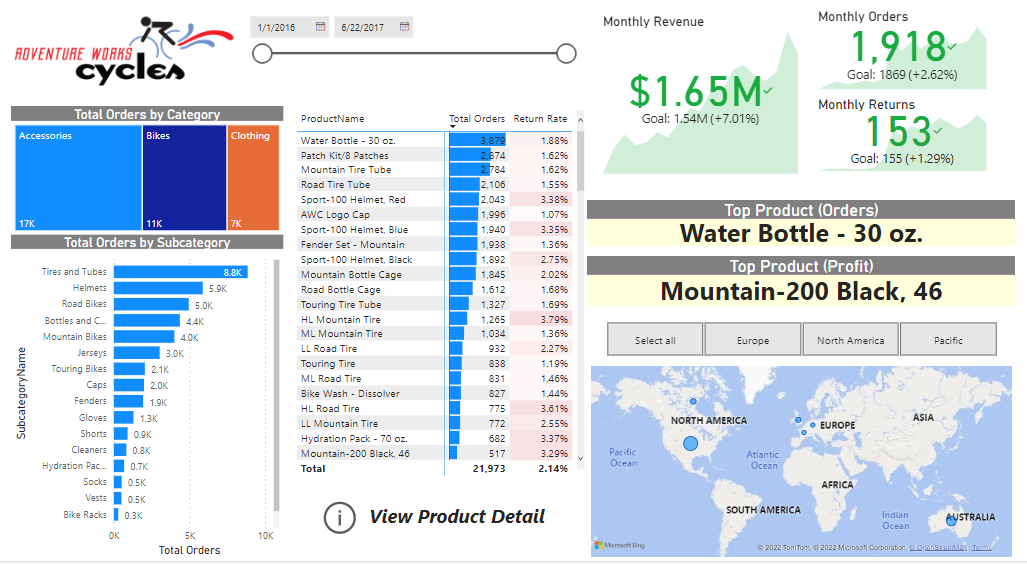 ADVENTURE WORKS
cycles
1/1/2016
6/22/2017
Total Orders by Category
Accessories
17K
Bikes
11K
Clothing
7K
Total Orders by Subcategory
SubcategoryName
Tires and Tubes 8.8K
Helmets 5.9K
Road Bikes 5.0K
Bottles and C... 4.4K
Mountain Bikes 4.0K
Jerseys 3.0K
Touring Bikes 2.1K
Caps 2.0K
Fenders 1.9K
Gloves 1.3K
Shorts 0.9K
Cleaners 0.8K
Hydration Pac... 0.7K
Socks 0.5K
Vests 0.5K
Bike Racks 0.3K
0K 5K 10K
Total Orders
ProductName Total Orders Return Rate
Water Bottle - 30 oz. 3,879 1.88%
Patch Kit/8 Patches 2,874 1.62%
Mountain Tire Tube 2,784 1.62%
Road Tire Tube 2,106 1.55%
Sport-100 Helmet, Red 2,043 3.38%
AWC Logo Cap 1,996 1.07%
Sport-100 Helmet, Blue 1,940 3.35%
Fender Set - Mountain 1,938 1.36%
Sport-100 Helmet, Black 1,892 2.75%
Mountain Bottle Cage 1,845 2.02%
Road Bottle Cage 1,612 1.68%
Touring Tire Tube 1,327 1.69%
HL Mountain Tire 1,265 3.79%
ML Mountain Tire 1,034 1.36%
LL Road Tire 932 2.27%
Touring Tire 838 1.19%
ML Road Tire 831 1.46%
Bike Wash - Dissolver 827 1.44%
HL Road Tire 775 3.61%
LL Mountain Tire 772 2.55%
Hydration Pack - 70 oz. 682 3.37%
Mountain-200 Black, 46 517 3.29%
Total 21,973 2.14%
View Product Detail
Monthly Revenue
$1.65M
Goal: 1.54M (+7.01%)
Monthly Orders
1,918
Goal: 1869 (+2.62%)
Monthly Returns
153
Goal: 155 (+1.29%)
Top Product (Orders)
Water Bottle - 30 oz.
Top Product (Profit)
Mountain-200 Black, 46
Select all
Europe
North America
Pacific
NORTH AMERICA
EUROPE
ASIA
Pacific
Ocean
Atlantic
Ocean
AFRICA
SOUTH AMERICA
Indian
Ocean
AUSTRALIA
Microsoft Bing
© 2022 TomTom, © 2022 Microsoft Corporation, © OpenStreetMap Terms